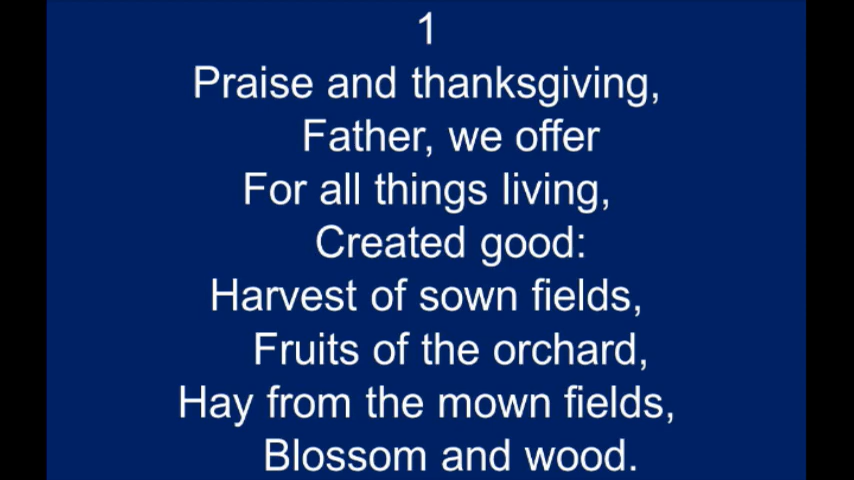 1
Praise and thanksgiving,
Father, we offer
For all things living,
Created good:
Harvest of sown fields,
Fruits of the orchard,
Hay from the mown fields,
Blossom and wood.